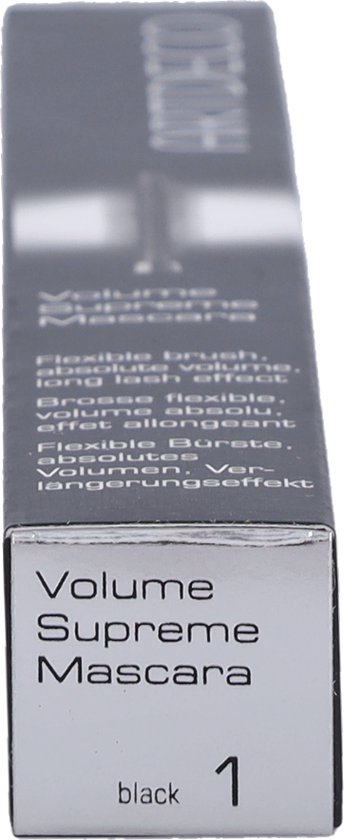 ARTDECO
Volume
Supreme
Mascara
Flexible brush,
absolute volume,
long lash effect
Brosse flexible,
volume absolu,
effet allongeant
Flexible Bürste,
absolutes
Volumen, Ver-
längerungseffekt
Volume
Supreme
Mascara
black 1